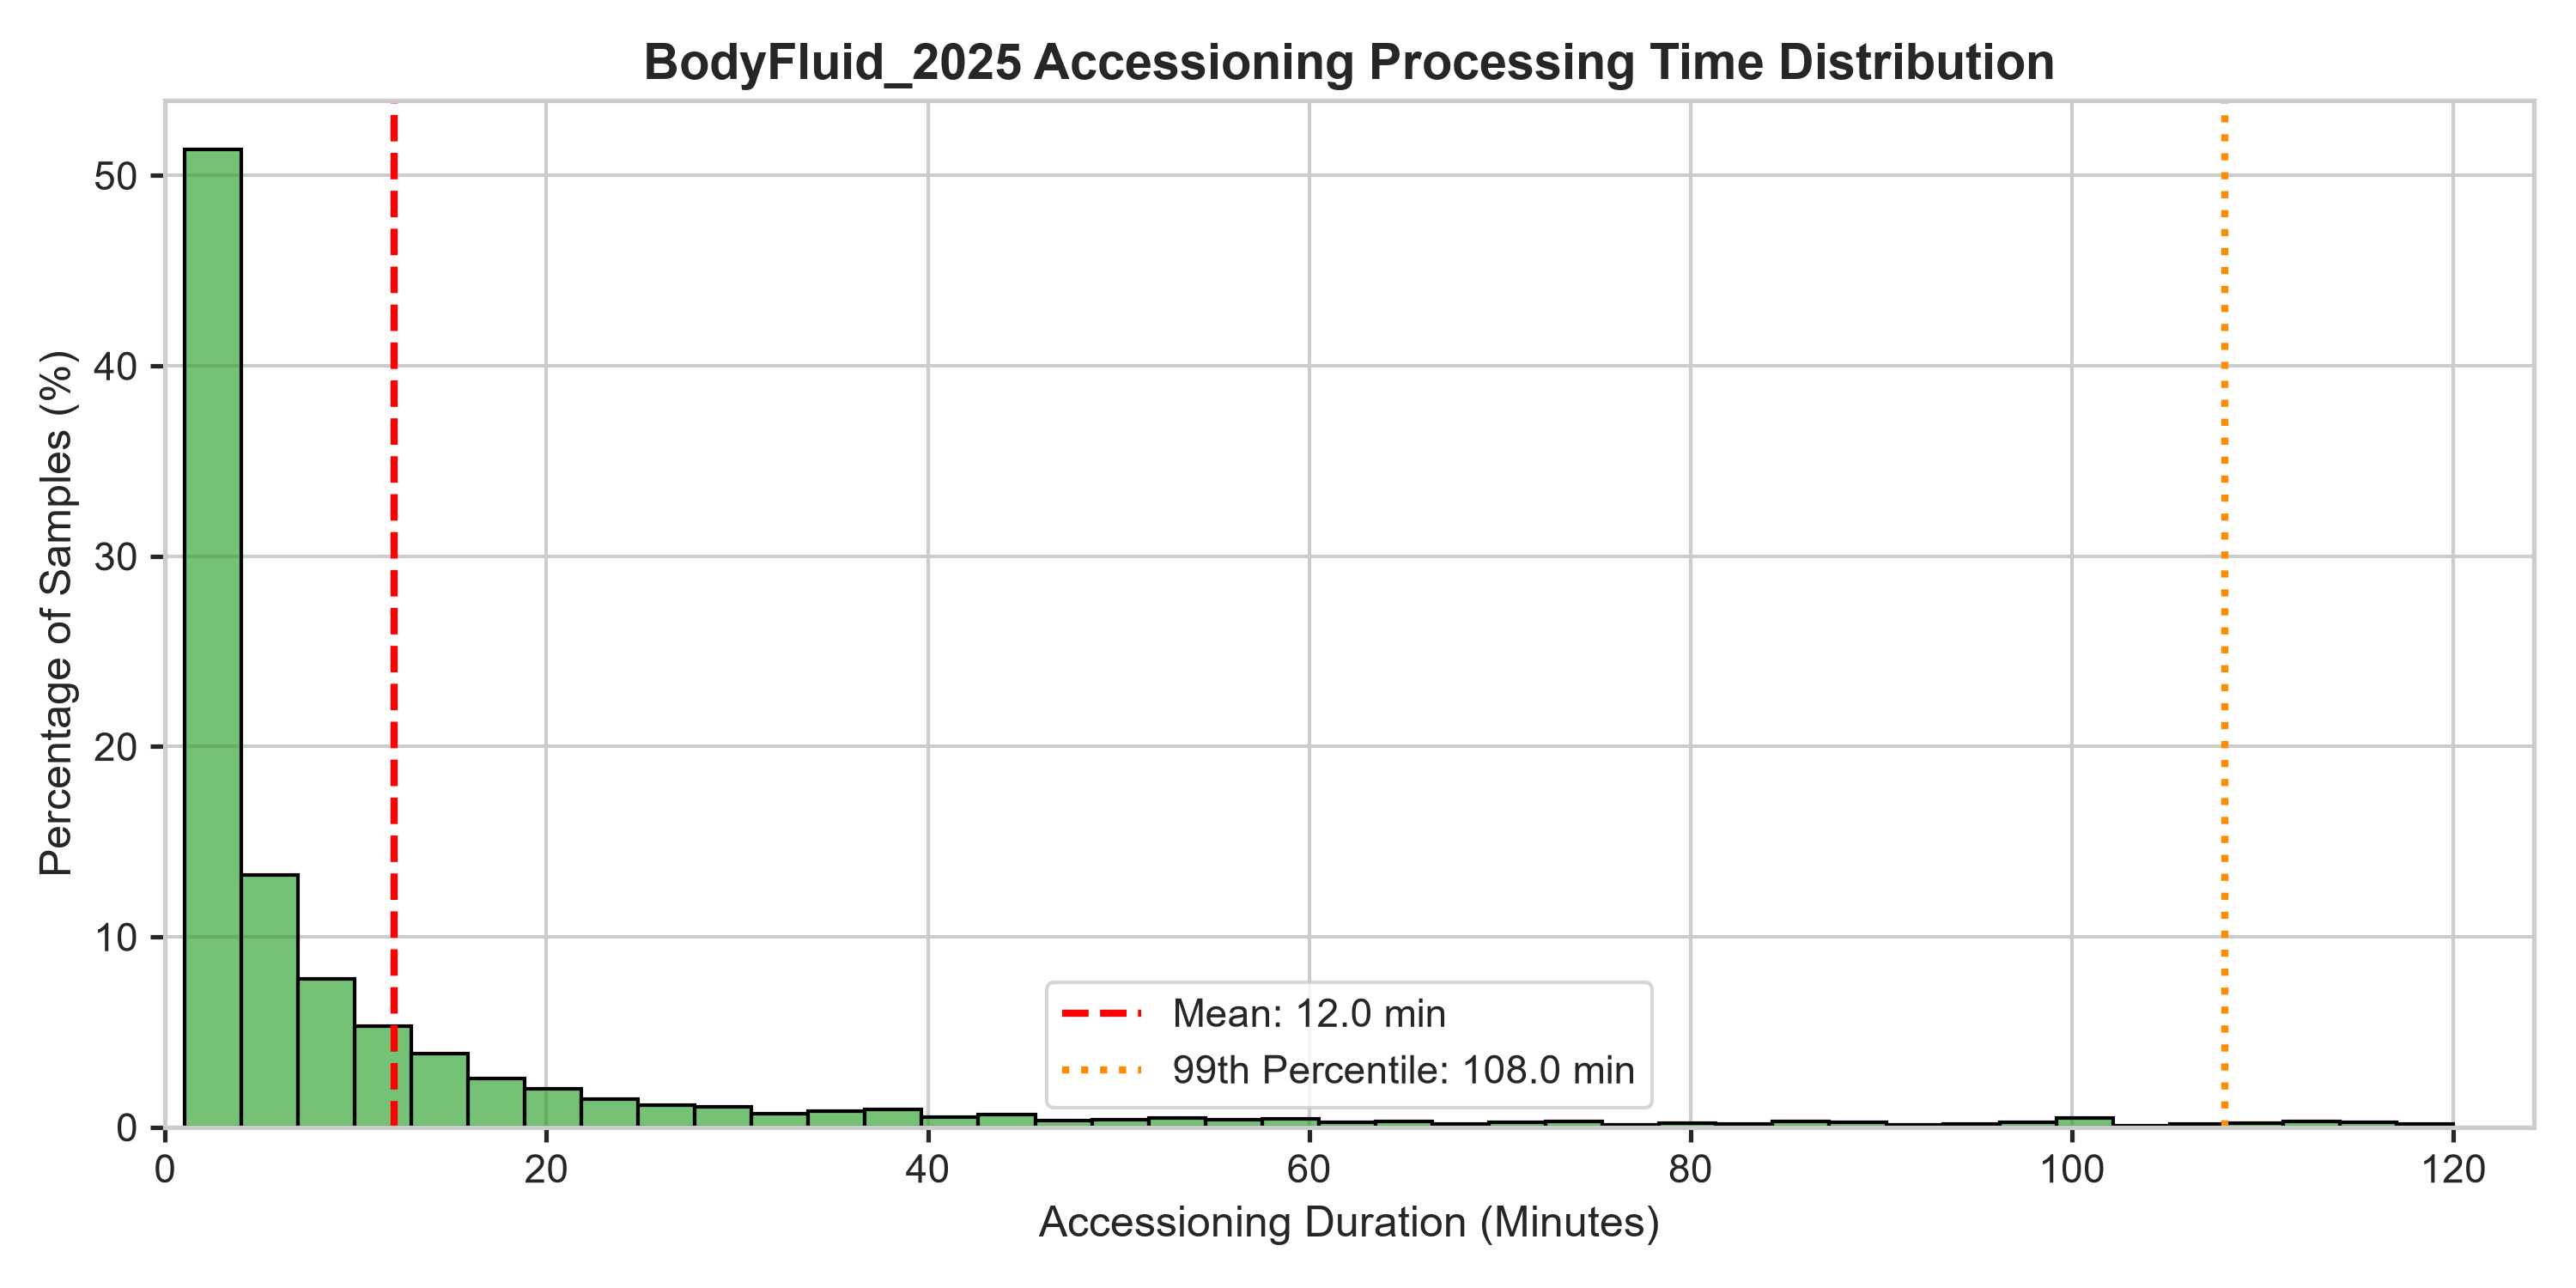 BodyFluid_2025 Accessioning Processing Time Distribution
Percentage of Samples (%)
50
40
30
20
10
0
Mean: 12.0 min
99th Percentile: 108.0 min
0 20 40 60 80 100 120
Accessioning Duration (Minutes)